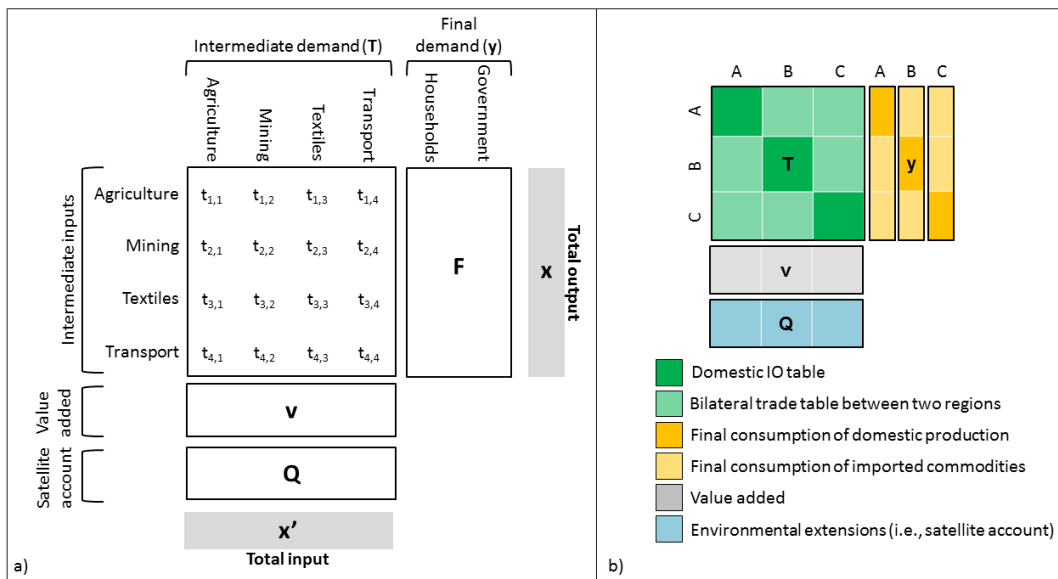 Intermediate demand (T)
Final
demand (y)
Agriculture
Mining
Textiles
Transport
Households
Government
Intermediate inputs
Agriculture
t1,1 t1,2 t1,3 t1,4
Mining
t2,1 t2,2 t2,3 t2,4
Textiles
t3,1 t3,2 t3,3 t3,4
Transport
t4,1 t4,2 t4,3 t4,4
F
x
Total output
Value
added
v
Satellite
account
Q
x’
Total input
a)
b)
A B C A B C
A
B
C
T
y
v
Q
Domestic IO table
Bilateral trade table between two regions
Final consumption of domestic production
Final consumption of imported commodities
Value added
Environmental extensions (i.e., satellite account)